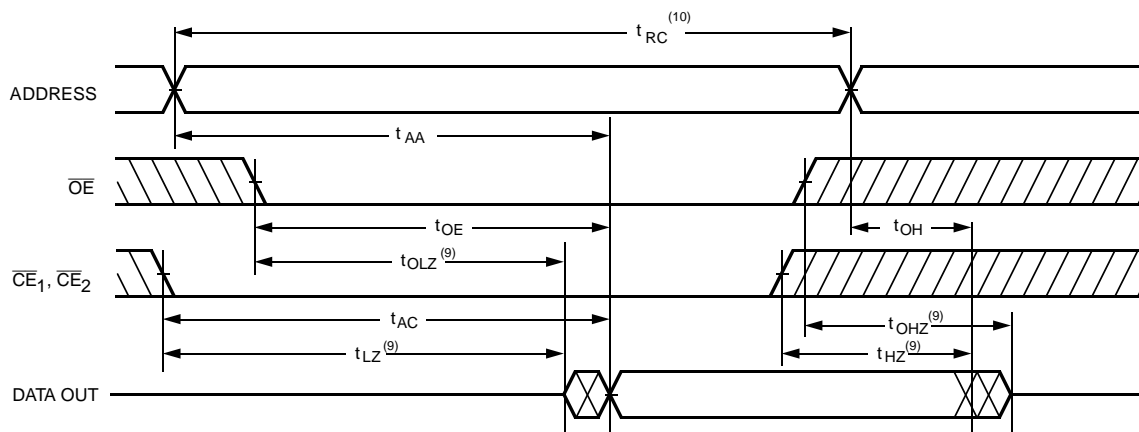 t RC (10)
ADDRESS
t AA
OE
t OE
t OH
t OLZ (9)
CE1, CE2
t AC
t OHZ (9)
t LZ (9)
t HZ (9)
DATA OUT